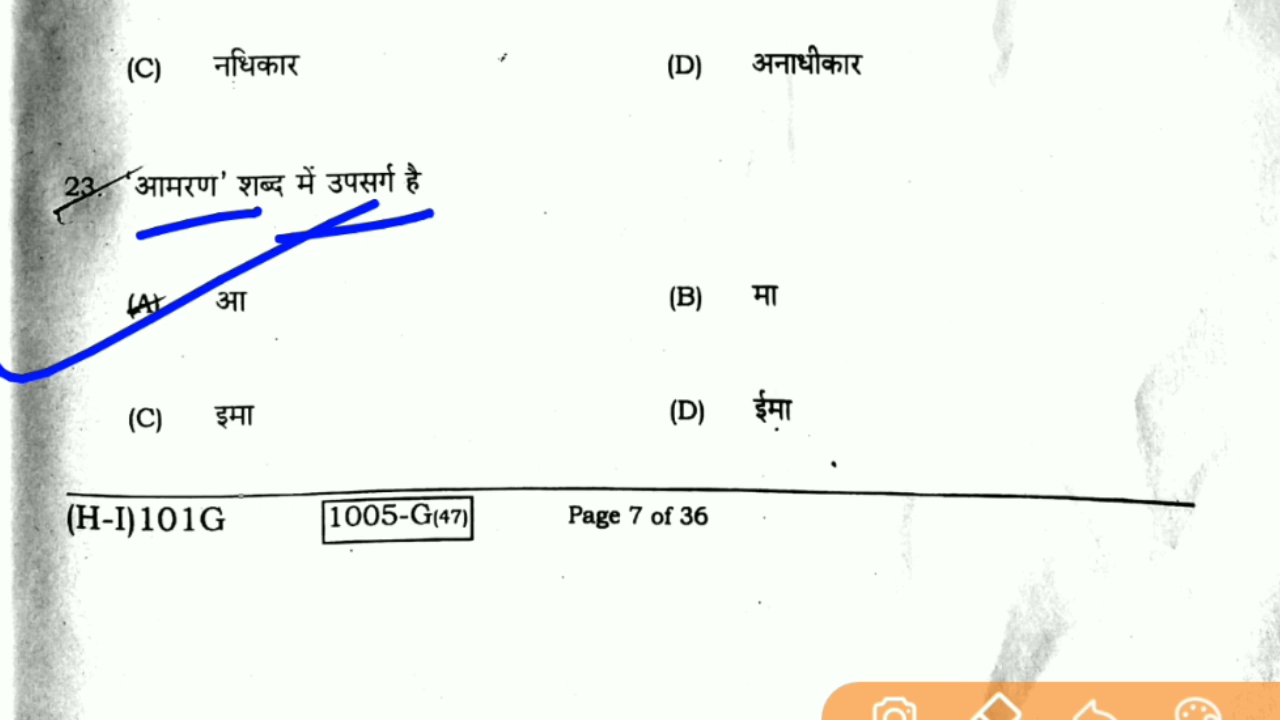 (C) नधिकार (D) अनाधीकार
23. 'आमरण' शब्द में उपसर्ग है
(A) आ (B) मा
(C) इमा (D) ईमा
(H-I)101G 1005-G(47) Page 7 of 36